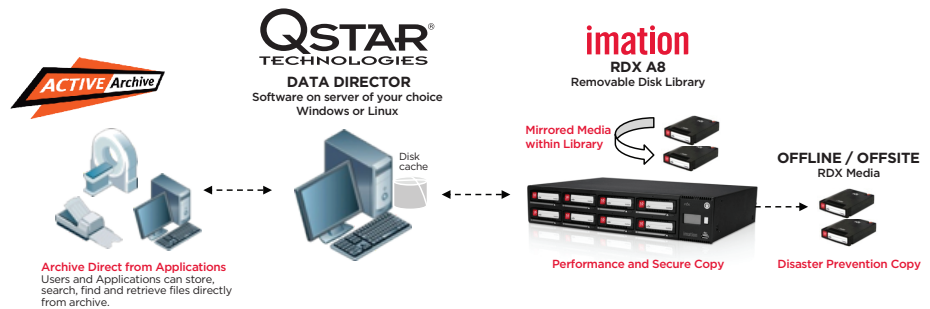 ACTIVE Archive
Archive Direct from Applications
Users and Applications can store,
search, find and retrieve files directly
from archive.
QSTAR®
TECHNOLOGIES
DATA DIRECTOR
Software on server of your choice
Windows or Linux
Disk
cache
imation
RDX A8
Removable Disk Library
Mirrored Media
within Library
Performance and Secure Copy
OFFLINE / OFFSITE
RDX Media
Disaster Prevention Copy